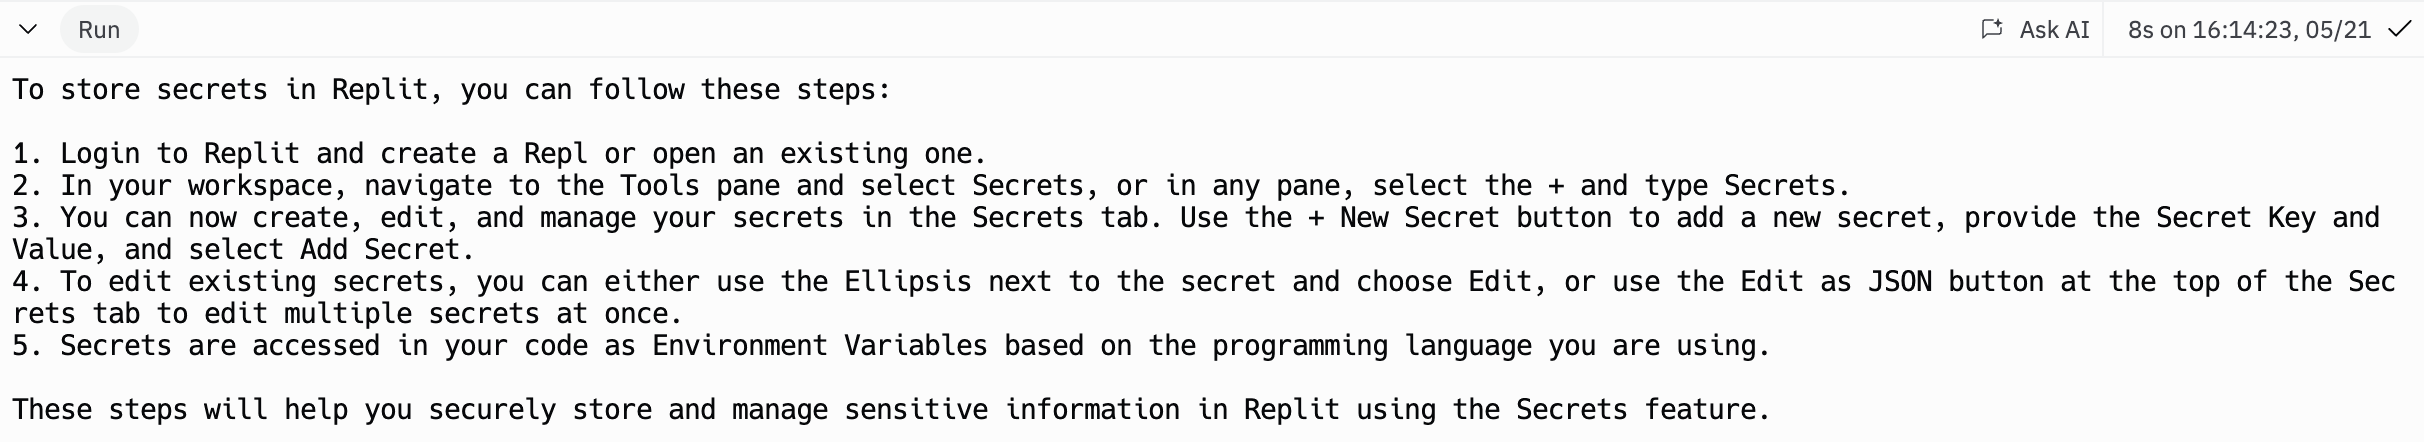 Run
Ask AI
8s on 16:14:23, 05/21
To store secrets in Replit, you can follow these steps:
1. Login to Replit and create a Repl or open an existing one.
2. In your workspace, navigate to the Tools pane and select Secrets, or in any pane, select the + and type Secrets.
3. You can now create, edit, and manage your secrets in the Secrets tab. Use the + New Secret button to add a new secret, provide the Secret Key and
Value, and select Add Secret.
4. To edit existing secrets, you can either use the Ellipsis next to the secret and choose Edit, or use the Edit as JSON button at the top of the Sec
rets tab to edit multiple secrets at once.
5. Secrets are accessed in your code as Environment Variables based on the programming language you are using.
These steps will help you securely store and manage sensitive information in Replit using the Secrets feature.